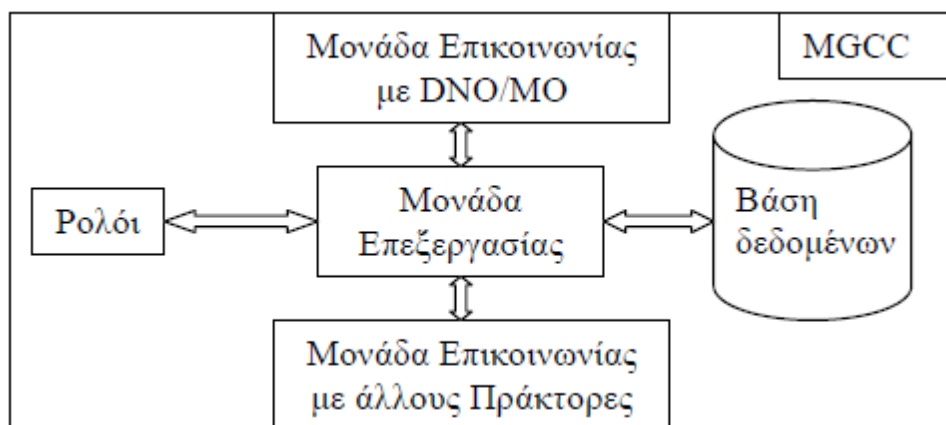 Μονάδα Επικοινωνίας
με DNO/MO
MGCC
Ρολόι
Μονάδα
Επεξεργασίας
Βάση
δεδομένων
Μονάδα Επικοινωνίας
με άλλους Πράκτορες